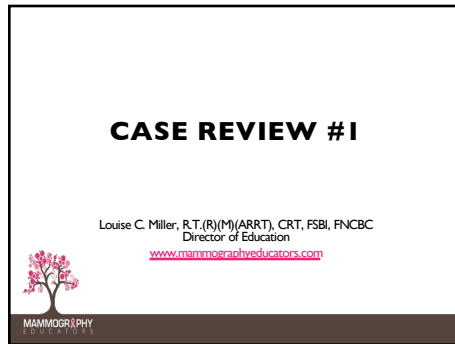 CASE REVIEW #1
Louise C. Miller, R.T.(R)(M)(ARRT), CRT, FSBI, FNCBC
Director of Education
www.mammographyeducators.com
MAMMOGRAPHY
EDUCATORS